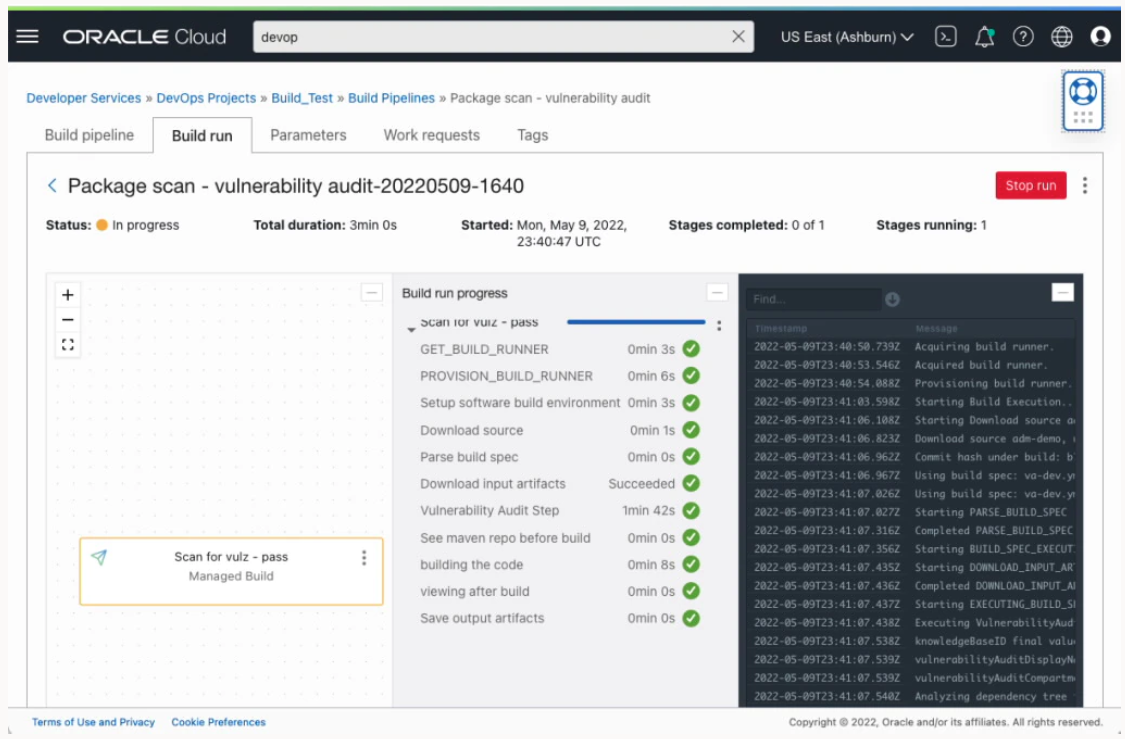 ORACLE Cloud
devop
US East (Ashburn)
Developer Services » DevOps Projects » Build_Test » Build Pipelines » Package scan - vulnerability audit
Build pipeline
Build run
Parameters
Work requests
Tags
Package scan - vulnerability audit-20220509-1640
Stop run
Status: In progress
Total duration: 3min 0s
Started: Mon, May 9, 2022,
23:40:47 UTC
Stages completed: 0 of 1
Stages running: 1
Scan for vulz - pass
Managed Build
Build run progress
Scan for vulz - pass
GET_BUILD_RUNNER 0min 3s
PROVISION_BUILD_RUNNER 0min 6s
Setup software build environment 0min 3s
Download source 0min 1s
Parse build spec 0min 0s
Download input artifacts Succeeded
Vulnerability Audit Step 1min 42s
See maven repo before build 0min 0s
building the code 0min 8s
viewing after build 0min 0s
Save output artifacts 0min 0s
Find...
Timestamp Message
2022-05-09T23:40:50.739Z Acquiring build runner.
2022-05-09T23:40:53.546Z Acquired build runner.
2022-05-09T23:40:54.088Z Provisioning build runner.
2022-05-09T23:41:03.598Z Starting Build Execution..
2022-05-09T23:41:06.108Z Starting Download source
2022-05-09T23:41:06.823Z Download source adm-demo,
2022-05-09T23:41:06.962Z Commit hash under build:
2022-05-09T23:41:06.967Z Using build spec: va-dev.y
2022-05-09T23:41:07.026Z Using build spec: va-dev.y
2022-05-09T23:41:07.027Z Starting PARSE_BUILD_SPEC
2022-05-09T23:41:07.316Z Completed PARSE_BUILD_SPEC
2022-05-09T23:41:07.356Z Starting BUILD_SPEC_EXECUT
2022-05-09T23:41:07.435Z Starting DOWNLOAD_INPUT_AR
2022-05-09T23:41:07.436Z Completed DOWNLOAD_INPUT_A
2022-05-09T23:41:07.437Z Starting EXECUTING_BUILD_S
2022-05-09T23:41:07.438Z Executing VulnerabilityAud
2022-05-09T23:41:07.538Z knowledgeBaseID final valu
2022-05-09T23:41:07.539Z vulnerabilityAuditDisplayN
2022-05-09T23:41:07.539Z vulnerabilityAuditCompartm
2022-05-09T23:41:07.540Z Analyzing dependency tree
Terms of Use and Privacy
Cookie Preferences
Copyright © 2022, Oracle and/or its affiliates. All rights reserved.